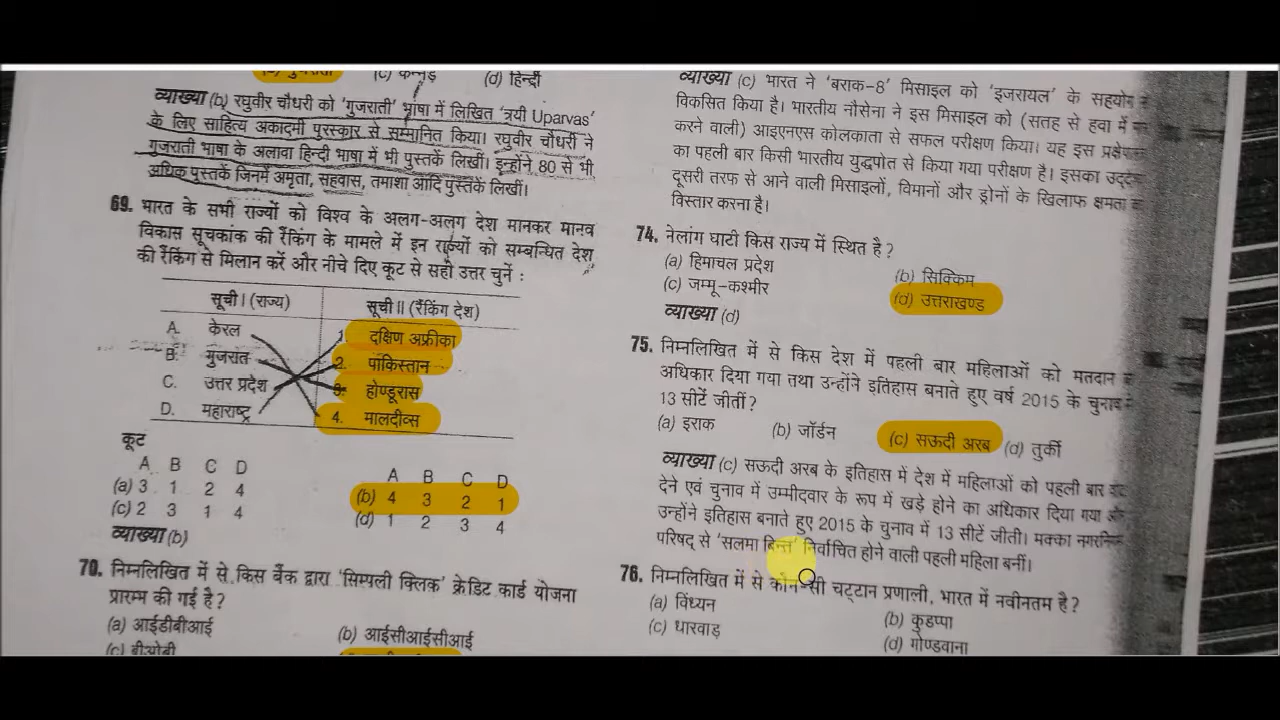 (c) कन्नड़ (d) हिन्दी
व्याख्या (b) रघुवीर चौधरी को 'गुजराती' भाषा में लिखित 'त्रयी Uparvas'
के लिए साहित्य अकादमी पुरस्कार से सम्मानित किया। रघुवीर चौधरी ने
गुजराती भाषा के अलावा हिन्दी भाषा में भी पुस्तकें लिखीं। इन्होंने 80 से भी
अधिक पुस्तकें जिनमें अमृता, सहवास, तमाशा आदि पुस्तकें लिखीं।
69. भारत के सभी राज्यों को विश्व के अलग-अलग देश मानकर मानव
विकास सूचकांक की रैंकिंग के मामले में इन राज्यों को सम्बन्धित देश
की रैंकिंग से मिलान करें और नीचे दिए कूट से सही उत्तर चुनें :
सूची I (राज्य) सूची II (रैंकिंग देश)
A. केरल 1. दक्षिण अफ्रीका
B. गुजरात 2. पाकिस्तान
C. उत्तर प्रदेश 3. होण्डूरास
D. महाराष्ट्र 4. मालदीव्स
कूट
A B C D A B C D
(a) 3 1 2 4 (b) 4 3 2 1
(c) 2 3 1 4 (d) 1 2 3 4
व्याख्या (b)
70. निम्नलिखित में से किस बैंक द्वारा 'सिम्पली क्लिक' क्रेडिट कार्ड योजना
प्रारम्भ की गई है?
(a) आईडीबीआई (b) आईसीआईसीआई
(c) बीओबी
व्याख्या (c) भारत ने 'बराक-8' मिसाइल को 'इजरायल' के सहयोग
विकसित किया है। भारतीय नौसेना ने इस मिसाइल को (सतह से हवा में
करने वाली) आइएनएस कोलकाता से सफल परीक्षण किया। यह इस
का पहली बार किसी भारतीय युद्धपोत से किया गया परीक्षण है। इसका
दूसरी तरफ से आने वाली मिसाइलों, विमानों और ड्रोनों के खिलाफ क्षमता
विस्तार करना है।
74. नेलांग घाटी किस राज्य में स्थित है?
(a) हिमाचल प्रदेश (b) सिक्किम
(c) जम्मू-कश्मीर (d) उत्तराखण्ड
व्याख्या (d)
75. निम्नलिखित में से किस देश में पहली बार महिलाओं को मतदान
अधिकार दिया गया तथा उन्होंने इतिहास बनाते हुए वर्ष 2015 के चुनाव
13 सीटें जीतीं?
(a) इराक (b) जॉर्डन (c) सऊदी अरब (d) तुर्की
व्याख्या (c) सऊदी अरब के इतिहास में देश में महिलाओं को पहली बार
देने एवं चुनाव में उम्मीदवार के रूप में खड़े होने का अधिकार दिया गया
उन्होंने इतिहास बनाते हुए 2015 के चुनाव में 13 सीटें जीती। मक्का
परिषद् से 'सलमा निर्वाचित होने वाली पहली महिला बनीं।
76. निम्नलिखित में से कौन-सी चट्टान प्रणाली, भारत में नवीनतम है?
(a) विंध्यन (b) कुडप्पा
(c) धारवाड़ (d) गोण्डवाना